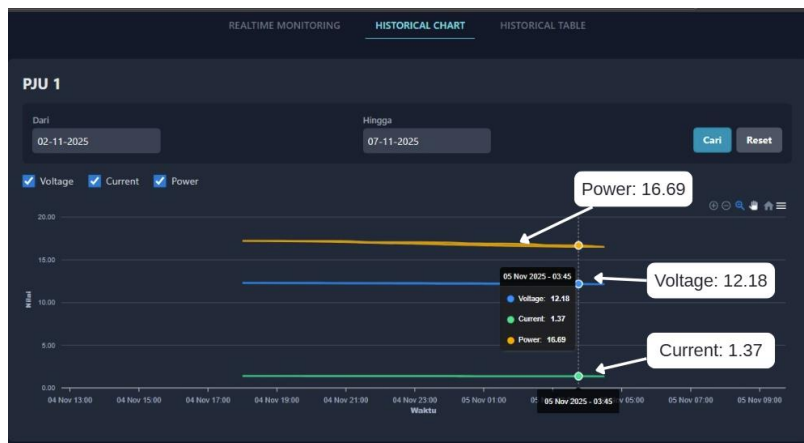 REALTIME MONITORING HISTORICAL CHART HISTORICAL TABLE
PJU 1
Dari Hingga
02-11-2025 07-11-2025 Cari Reset
Voltage Current Power
Power: 16.69
20.00
15.00
05 Nov 2025 - 03:45
Voltage: 12.18
Voltage: 12.18
Nilai
10.00
Current: 1.37
Power: 16.69
Current: 1.37
5.00
0.00
04 Nov 13:00 04 Nov 15:00 04 Nov 17:00 04 Nov 19:00 04 Nov 21:00 04 Nov 23:00 05 Nov 01:00 05 05 Nov 2025 - 03:45 v 05:00 05 Nov 07:00 05 Nov 09:00
Waktu